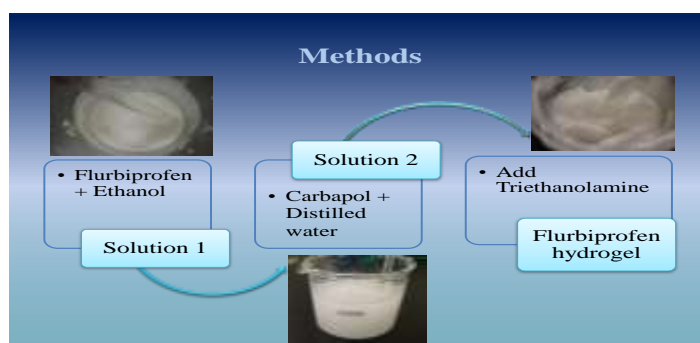 Methods
• Flurbiprofen
+ Ethanol
Solution 1
Solution 2
• Carbapol +
Distilled
water
• Add
Triethanolamine
Flurbiprofen
hydrogel